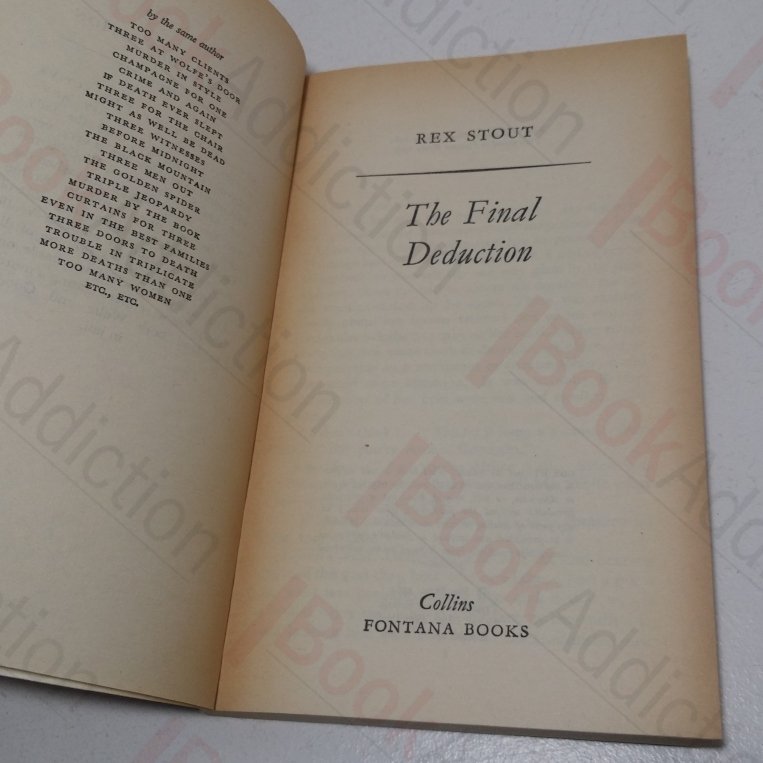 by the same author
TOO MANY CLIENTS
THREE AT WOLFE'S DOOR
MURDER IN STYLE
CHAMPAGNE FOR ONE
CRIME AND AGAIN
IF DEATH EVER SLEPT
THREE FOR THE CHAIR
MIGHT AS WELL BE DEAD
THREE WITNESSES
BEFORE MIDNIGHT
THE BLACK MOUNTAIN
THREE MEN OUT
THE GOLDEN SPIDER
TRIPLE JEOPARDY
MURDER BY THE BOOK
CURTAINS FOR THREE
EVEN IN THE BEST FAMILIES
THREE DOORS TO DEATH
TROUBLE IN TRIPLICATE
MORE DEATHS THAN ONE
TOO MANY WOMEN
ETC., ETC.
REX STOUT
The Final
Deduction
Collins
FONTANA BOOKS
BookAddiction